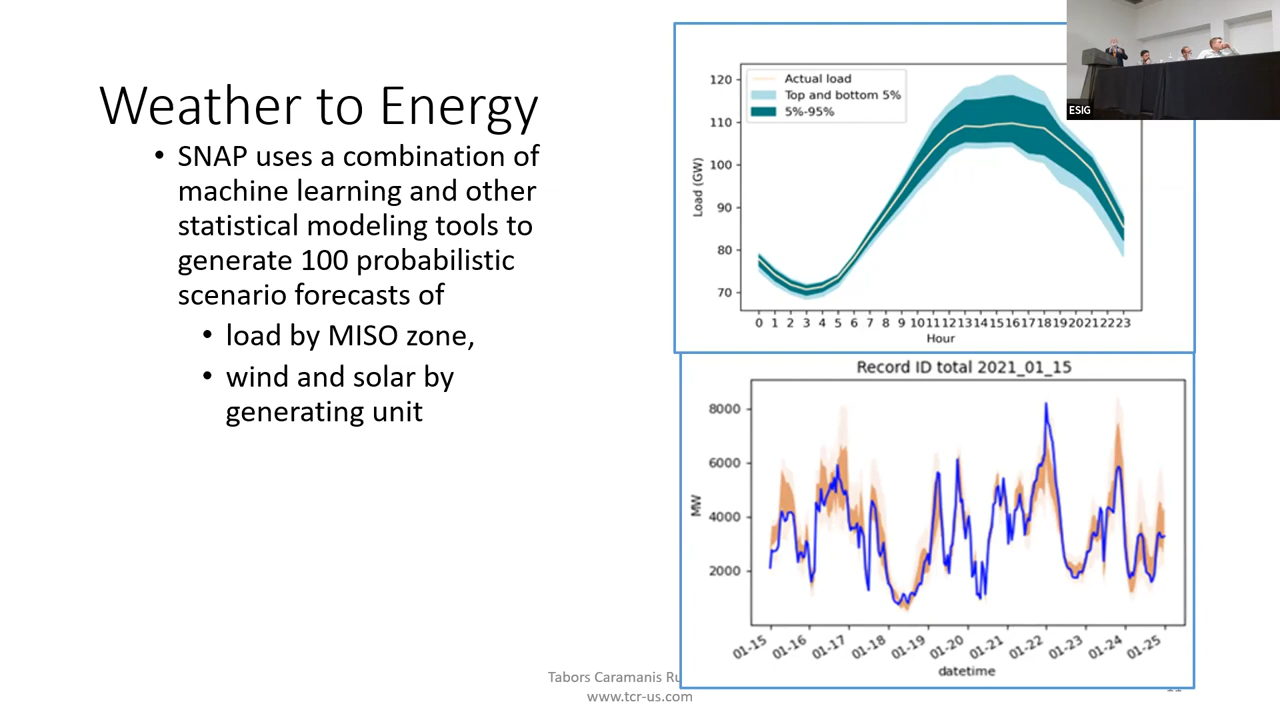 Weather to Energy
• SNAP uses a combination of
machine learning and other
statistical modeling tools to
generate 100 probabilistic
scenario forecasts of
• load by MISO zone,
• wind and solar by
generating unit
Actual load
Top and bottom 5%
5%-95%
120
110
100
90
80
70
Load (GW)
0 1 2 3 4 5 6 7 8 9 10 11 12 13 14 15 16 17 18 19 20 21 22 23
Hour
ESIG
Record ID total 2021_01_15
8000
6000
4000
2000
MW
01-15 01-16 01-17 01-18 01-19 01-20 01-21 01-22 01-23 01-24 01-25
datetime
Tabors Caramanis
www.tcr-us.com